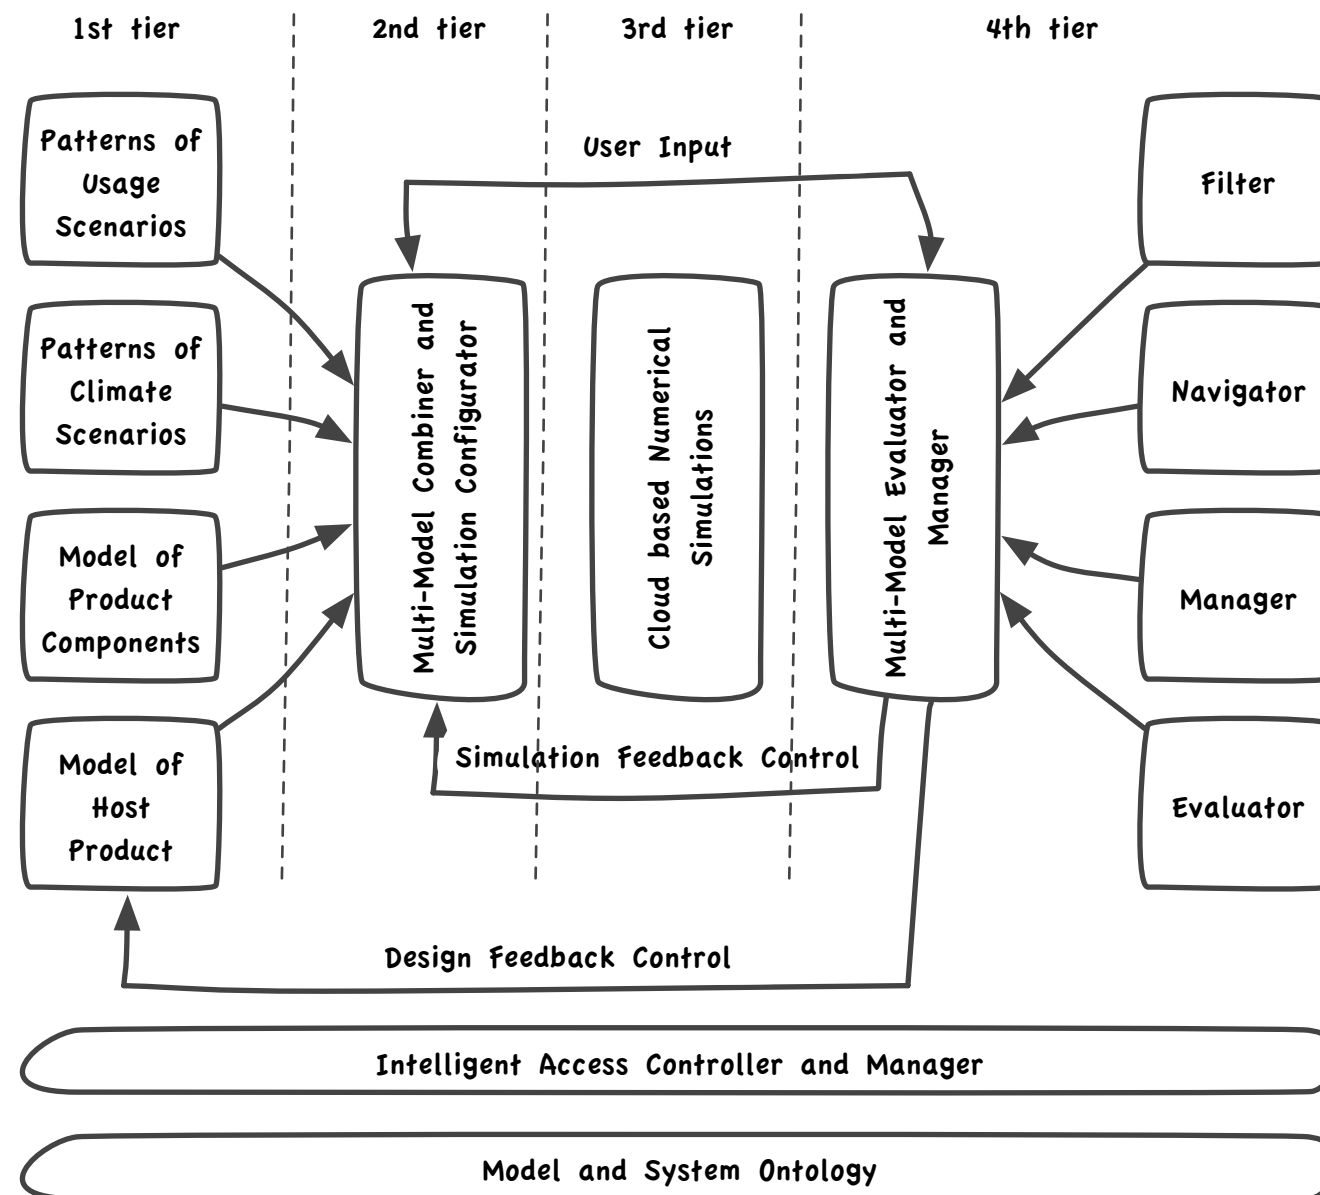 1st tier
2nd tier
3rd tier
4th tier
Patterns of
Usage
Scenarios
Patterns of
Climate
Scenarios
Model of
Product
Components
Model of
Host
Product
User Input
Multi-Model Combiner and
Simulation Configurator
Cloud based Numerical
Simulations
Multi-Model Evaluator and
Manager
Filter
Navigator
Manager
Evaluator
Simulation Feedback Control
Design Feedback Control
Intelligent Access Controller and Manager
Model and System Ontology